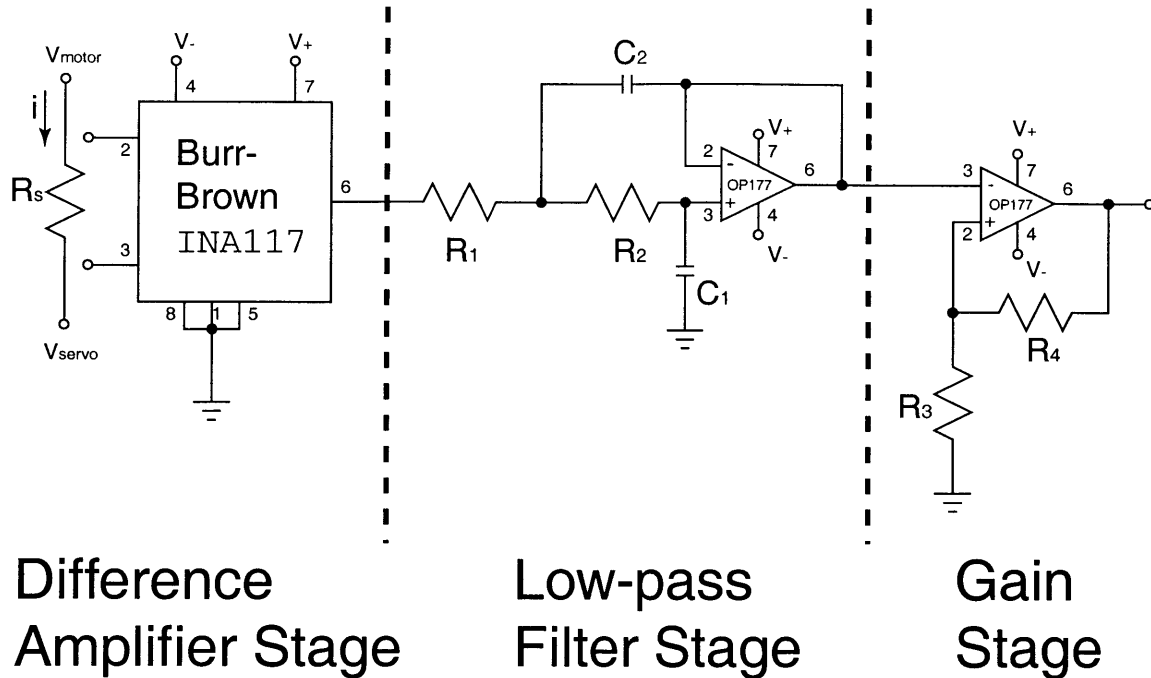 Vmotor
i
Rs
Vservo
V-
4
V+
7
2
3
Burr-
Brown
INA117
6
8
1
5
R1
C2
R2
C1
2
-
3
+
OP177
V+
7
6
4
V-
3
-
2
+
OP177
V+
7
6
4
V-
R4
R3
Difference
Amplifier Stage
Low-pass
Filter Stage
Gain
Stage